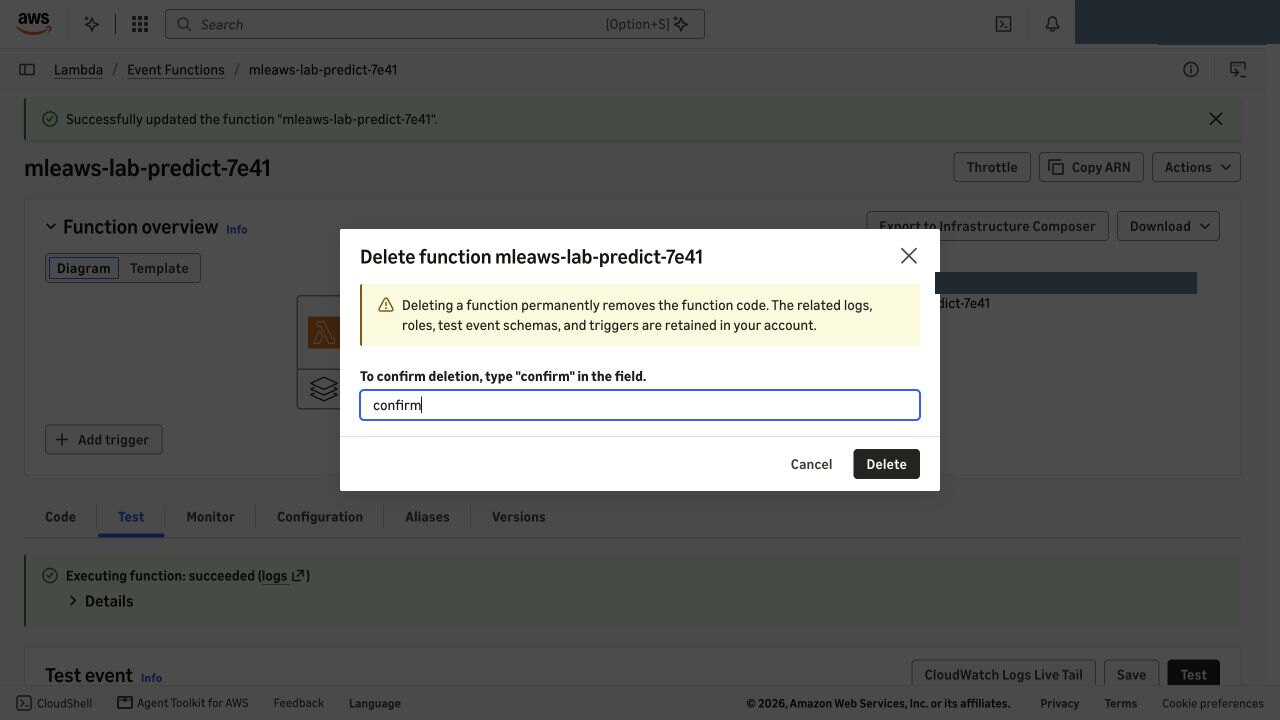 aws
Search [Option+S]
Lambda / Event Functions / mleaws-lab-predict-7e41
Successfully updated the function "mleaws-lab-predict-7e41".
mleaws-lab-predict-7e41
Throttle
Copy ARN
Actions
Function overview Info
Export to Infrastructure Composer
Download
Diagram
Template
Delete function mleaws-lab-predict-7e41
Deleting a function permanently removes the function code. The related logs,
roles, test event schemas, and triggers are retained in your account.
dict-7e41
To confirm deletion, type "confirm" in the field.
confirm
+ Add trigger
Cancel
Delete
Code
Test
Monitor
Configuration
Aliases
Versions
Executing function: succeeded (logs)
Details
Test event Info
CloudWatch Logs Live Tail
Save
Test
CloudShell
Agent Toolkit for AWS
Feedback
Language
© 2026, Amazon Web Services, Inc. or its affiliates.
Privacy
Terms
Cookie preferences